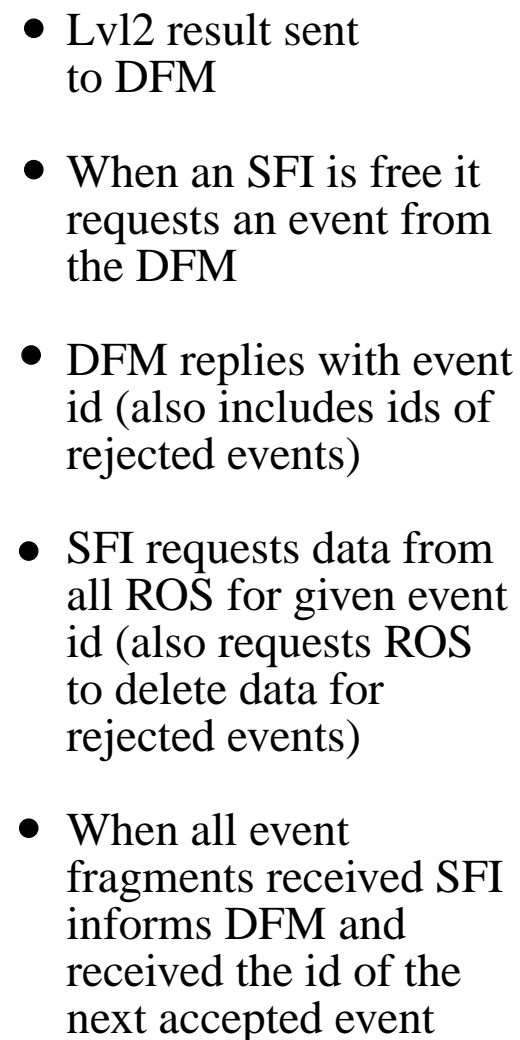 • Lvl2 result sent
to DFM
• When an SFI is free it
requests an event from
the DFM
• DFM replies with event
id (also includes ids of
rejected events)
• SFI requests data from
all ROS for given event
id (also requests ROS
to delete data for
rejected events)
• When all event
fragments received SFI
informs DFM and
received the id of the
next accepted event